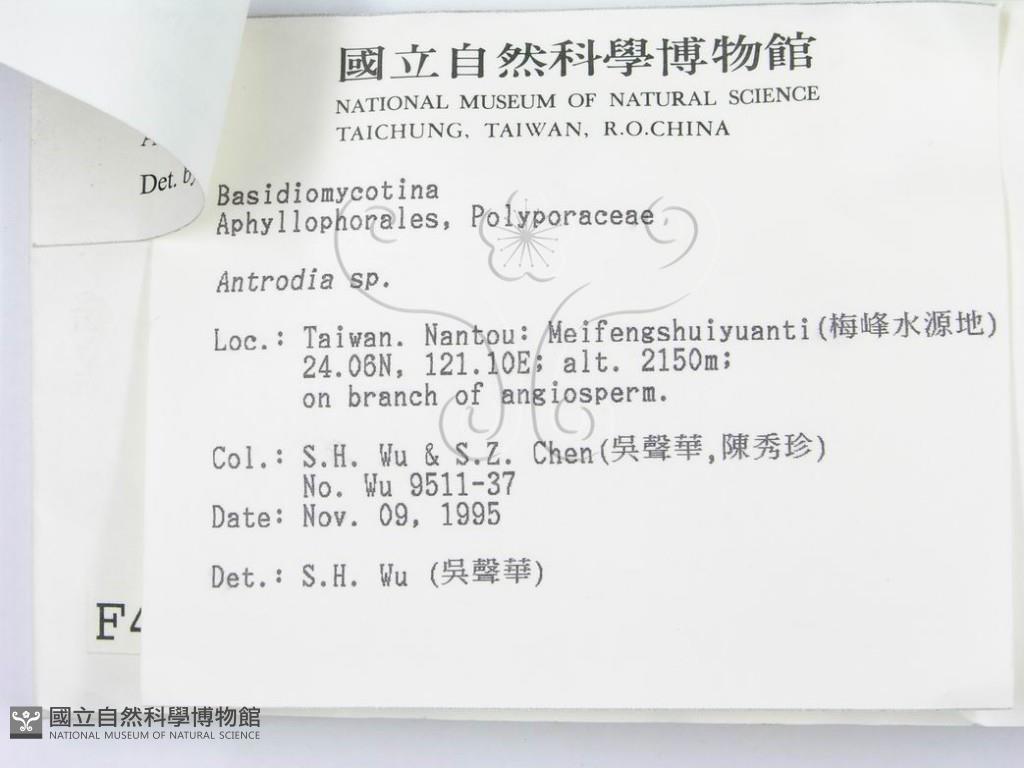 國立自然科學博物館
NATIONAL MUSEUM OF NATURAL SCIENCE
TAICHUNG, TAIWAN, R.O.CHINA
Det. by
Basidiomycotina
Aphyllophorales, Polyporaceae
Antrodia sp.
Loc.: Taiwan. Nantou: Meifengshuiyuanti(梅峰水源地)
24.06N, 121.10E; alt. 2150m;
on branch of angiosperm.
Col.: S.H. Wu & S.Z. Chen(吳聲華,陳秀珍)
No. Wu 9511-37
Date: Nov. 09, 1995
Det.: S.H. Wu (吳聲華)
F4
國立自然科學博物館
NATIONAL MUSEUM OF NATURAL SCIENCE